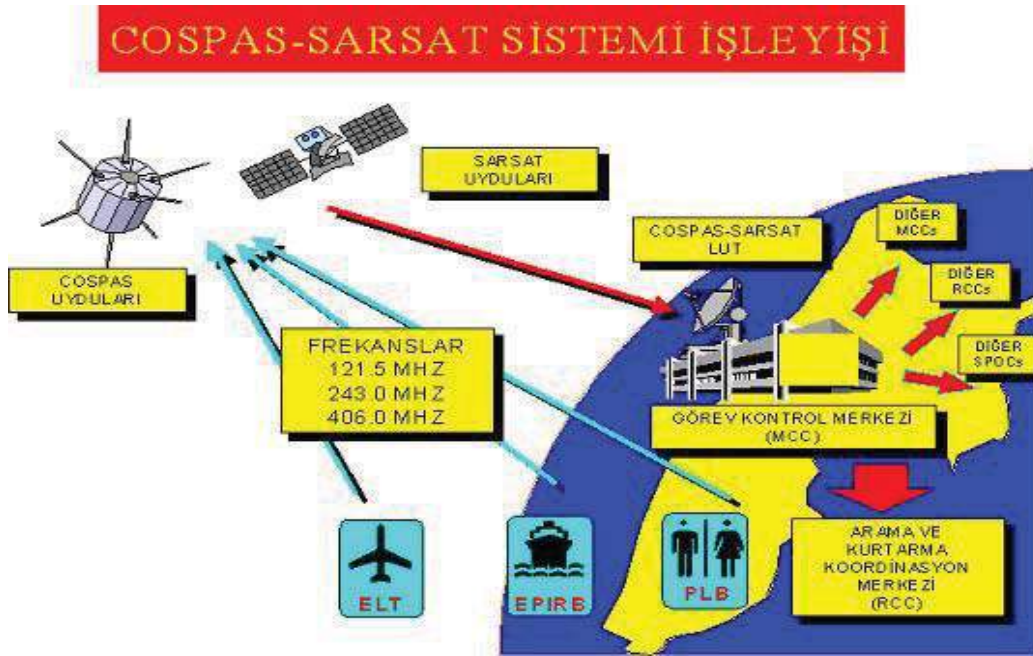 COSPAS-SARSAT SİSTEMİ İŞLEYİŞİ
SARSAT
UYDULARI
COSPAS-SARSAT
LUT
DİĞER
MCCs
DİĞER
RCCs
DİĞER
SPOCs
COSPAS
UYDULARI
FREKANSLAR
121.5 MHZ
243.0 MHZ
406.0 MHZ
GÖREV KONTROL MERKEZİ
(MCC)
ELT
EPIRB
PLB
ARAMA VE
KURTARMA
KOORDİNASYON
MERKEZİ
(RCC)